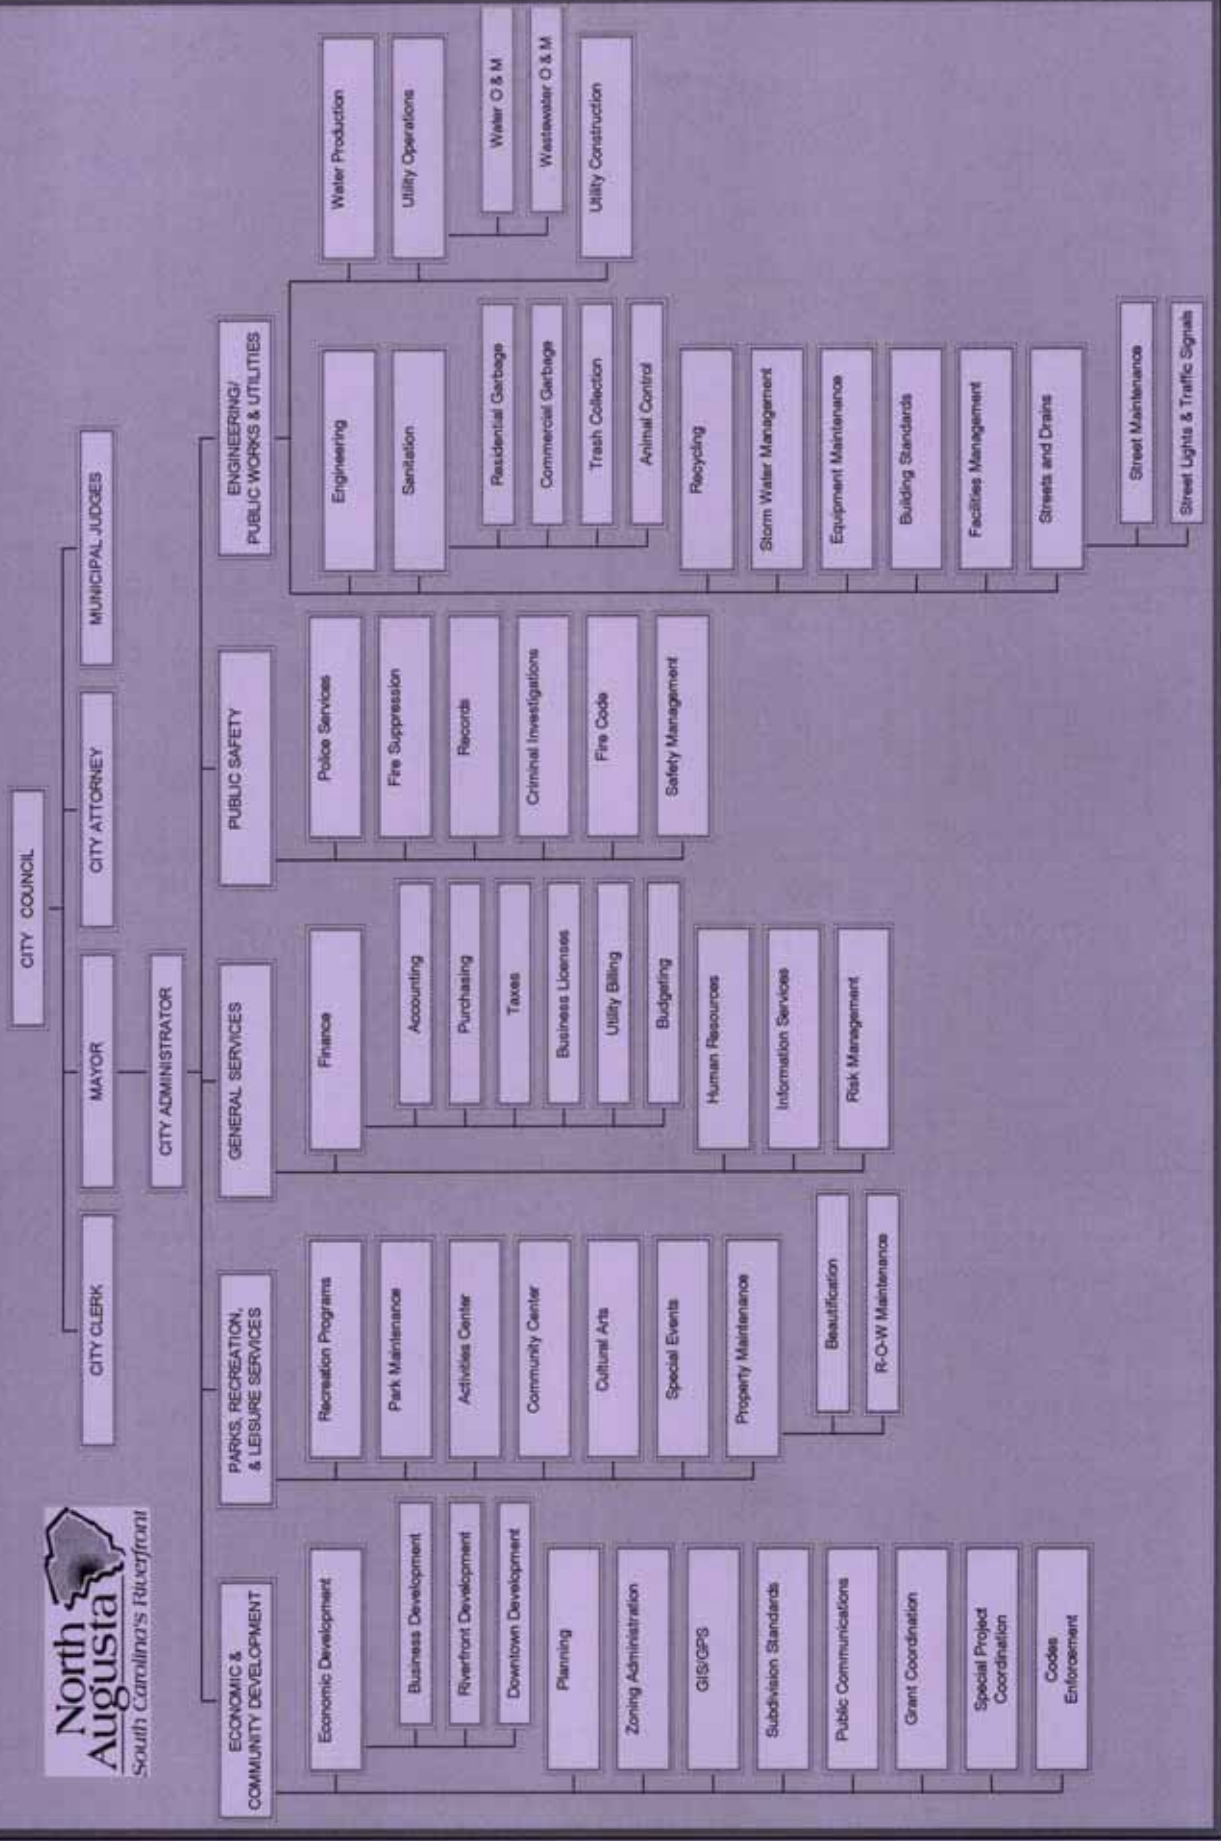 North
Augusta
South Carolina's Riverfront
CITY COUNCIL
CITY CLERK
MAYOR
CITY ATTORNEY
MUNICIPAL JUDGES
CITY ADMINISTRATOR
ECONOMIC &
COMMUNITY DEVELOPMENT
Economic Development
Business Development
Riverfront Development
Downtown Development
Planning
Zoning Administration
GIS/GPS
Subdivision Standards
Public Communications
Grant Coordination
Special Project
Coordination
Codes
Enforcement
PARKS, RECREATION,
& LEISURE SERVICES
Recreation Programs
Park Maintenance
Activities Center
Community Center
Cultural Arts
Special Events
Property Maintenance
Beautification
R-O-W Maintenance
GENERAL SERVICES
Finance
Accounting
Purchasing
Taxes
Business Licenses
Utility Billing
Budgeting
Human Resources
Information Services
Risk Management
PUBLIC SAFETY
Police Services
Fire Suppression
Records
Criminal Investigations
Fire Code
Safety Management
ENGINEERING/
PUBLIC WORKS & UTILITIES
Engineering
Sanitation
Residential Garbage
Commercial Garbage
Trash Collection
Animal Control
Recycling
Storm Water Management
Equipment Maintenance
Building Standards
Facilities Management
Streets and Drains
Street Maintenance
Street Lights & Traffic Signals
Water Production
Utility Operations
Water O & M
Wastewater O & M
Utility Construction